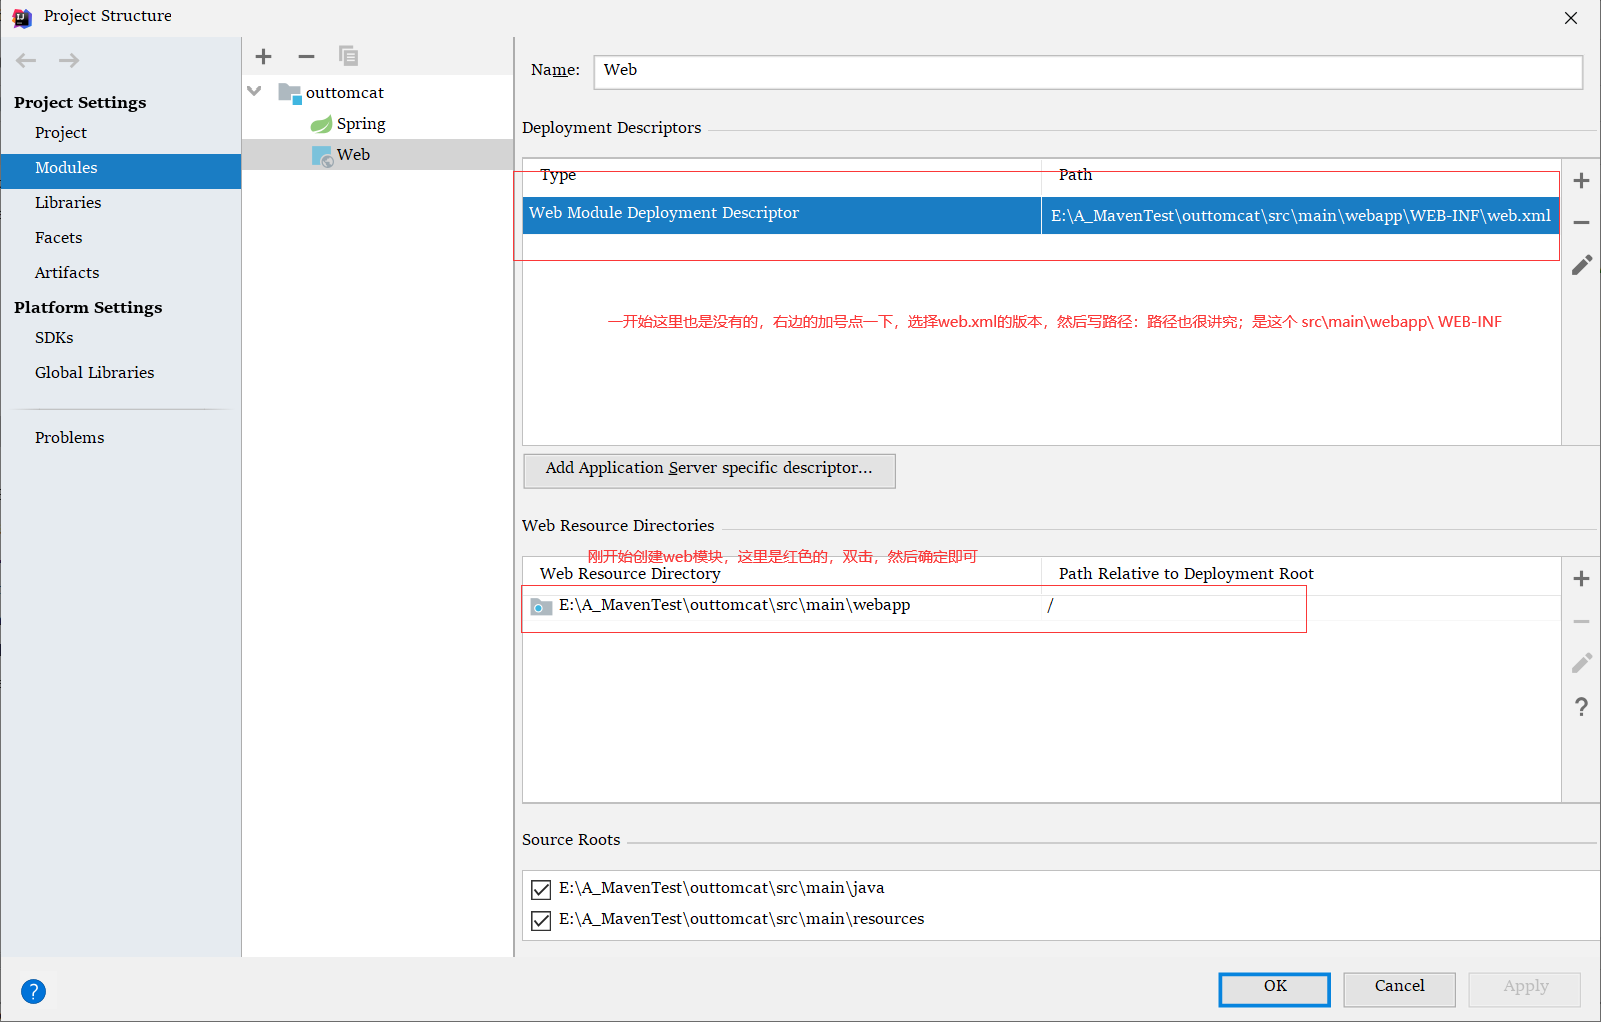 Project Structure
Project Settings
Project
Modules
Libraries
Facets
Artifacts
Platform Settings
SDKs
Global Libraries
Problems
outtomcat
Spring
Web
Name: Web
Deployment Descriptors
Type Path
Web Module Deployment Descriptor E:\A_MavenTest\outtomcat\src\main\webapp\WEB-INF\web.xml
一开始这里也是没有的，右边的加号点一下，选择web.xml的版本，然后写路径：路径也很讲究；是这个 src\main\webapp\ WEB-INF
Add Application Server specific descriptor...
Web Resource Directories
刚开始创建web模块，这里是红色的，双击，然后确定即可
Web Resource Directory Path Relative to Deployment Root
E:\A_MavenTest\outtomcat\src\main\webapp /
Source Roots
E:\A_MavenTest\outtomcat\src\main\java
E:\A_MavenTest\outtomcat\src\main\resources
OK Cancel Apply